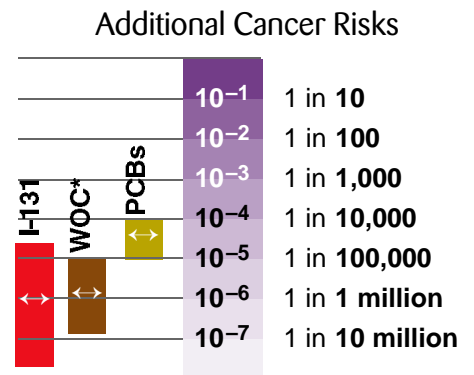 Additional Cancer Risks
10–1 1 in 10
10–2 1 in 100
10–3 1 in 1,000
10–4 1 in 10,000
10–5 1 in 100,000
10–6 1 in 1 million
10–7 1 in 10 million
I-131
WOC*
PCBs